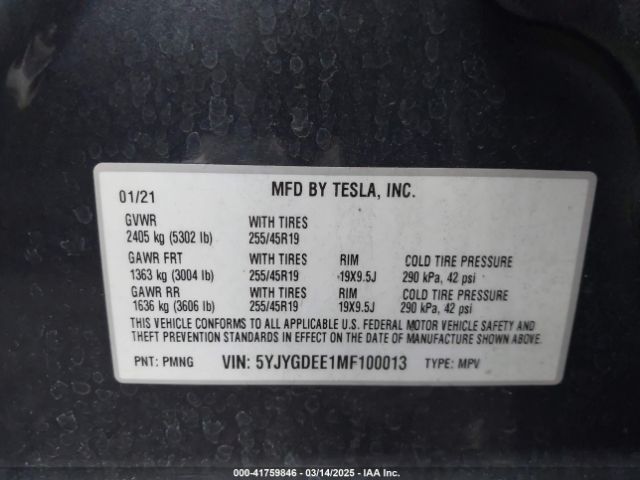 01/21 MFD BY TESLA, INC.
GVWR WITH TIRES
2405 kg (5302 lb) 255/45R19
GAWR FRT WITH TIRES RIM COLD TIRE PRESSURE
1363 kg (3004 lb) 255/45R19 19X9.5J 290 kPa, 42 psi
GAWR RR WITH TIRES RIM COLD TIRE PRESSURE
1636 kg (3606 lb) 255/45R19 19X9.5J 290 kPa, 42 psi
THIS VEHICLE CONFORMS TO ALL APPLICABLE U.S. FEDERAL MOTOR VEHICLE SAFETY AND
THEFT PREVENTION STANDARDS IN EFFECT ON THE DATE OF MANUFACTURE SHOWN ABOVE.
PNT: PMNG VIN: 5YJYGDEE1MF100013 TYPE: MPV
000-41759846 - 03/14/2025 - IAA Inc.